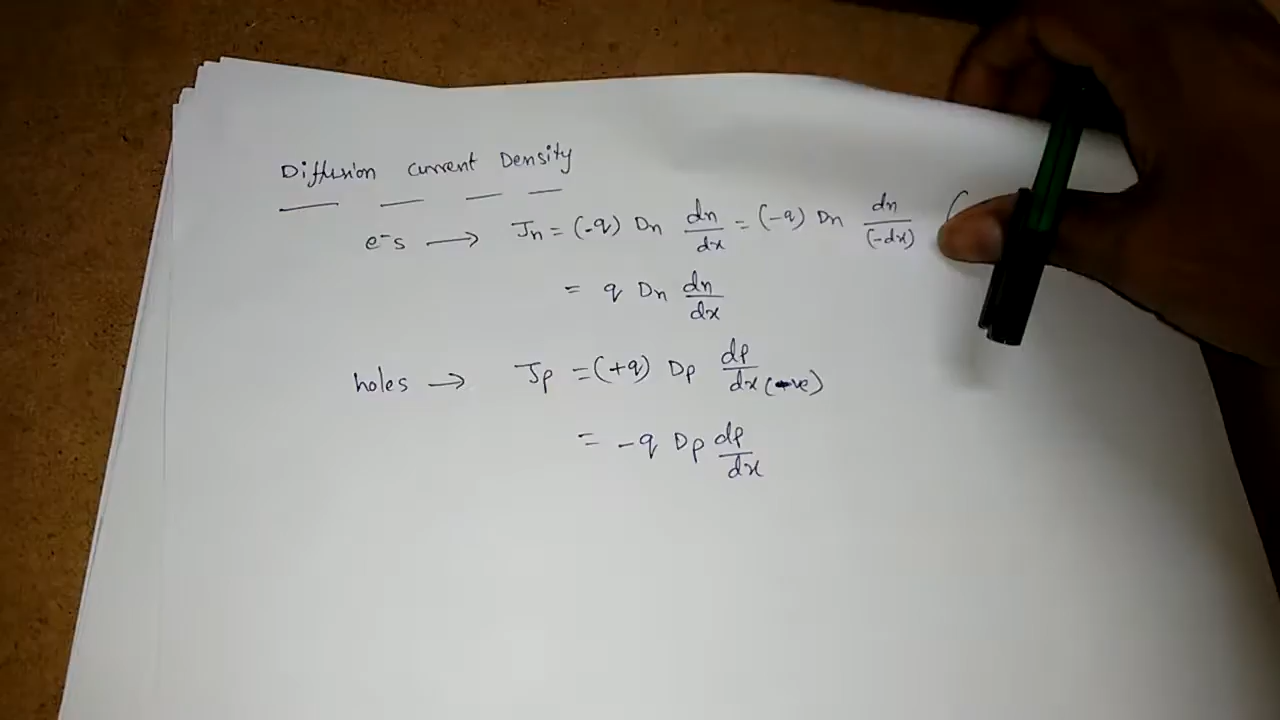 Diffusion Current Density
e⁻s → Jn = (-q) Dn dn/dx = (-q) Dn dn/(-dx) (
= q Dn dn/dx
holes → Jp = (+q) Dp dp/dx (-ve)
= -q Dp dp/dx